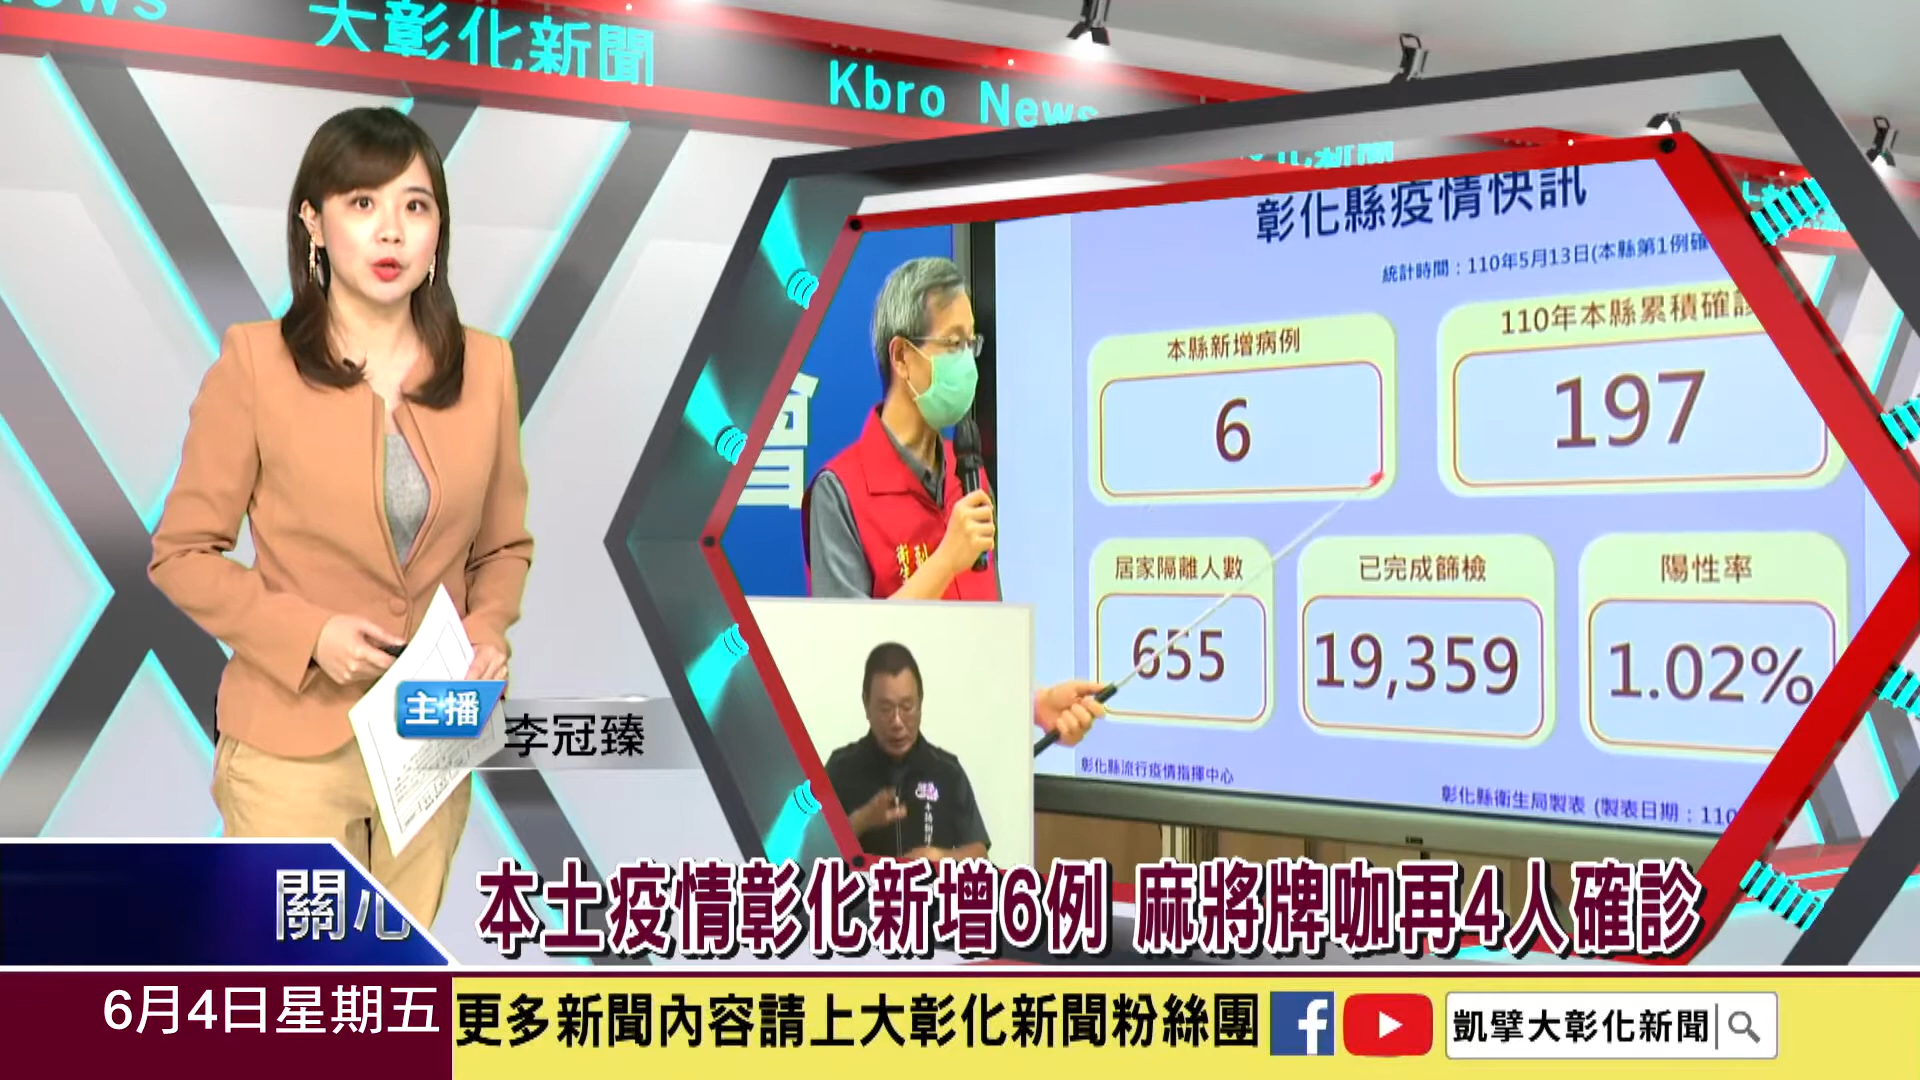 大彰化新聞
Kbro News
彰化縣疫情快訊
統計時間：110年5月13日(本縣第1例確
本縣新增病例
110年本縣累積確診
6
197
居家隔離人數
已完成篩檢
陽性率
655
19,359
1.02%
彰化縣流行疫情指揮中心
彰化縣衛生局製表 (製表日期：110
主播
李冠臻
關心
本土疫情彰化新增6例 麻將牌咖再4人確診
6月4日星期五
更多新聞內容請上大彰化新聞粉絲團
凱擘大彰化新聞